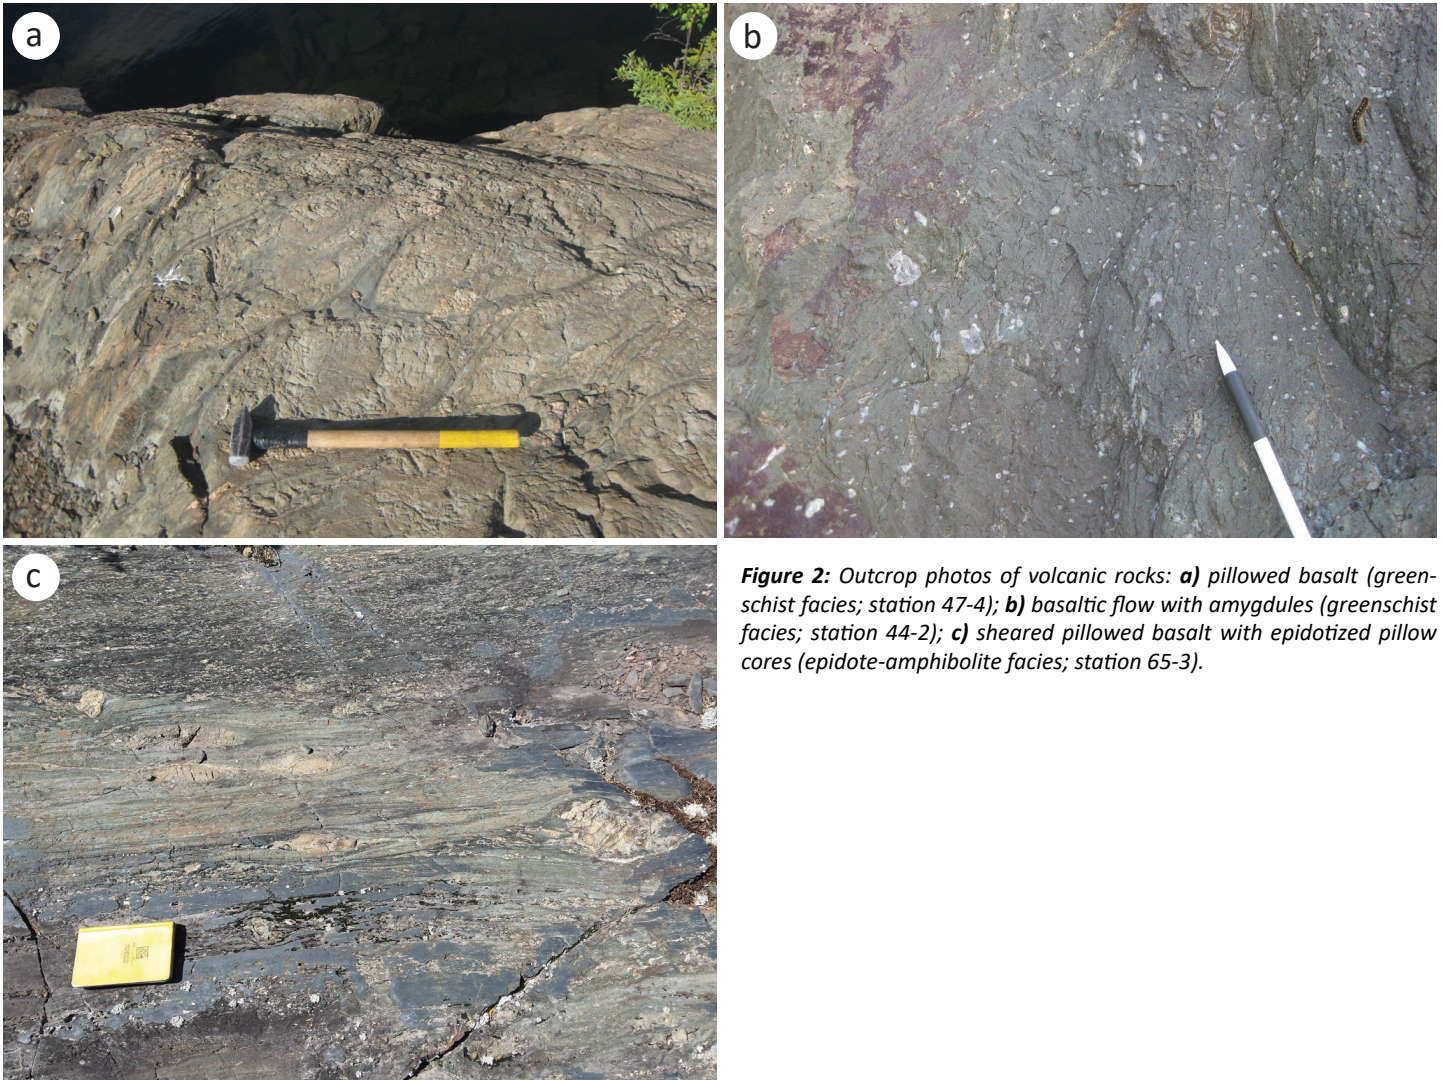 a
b
c
Figure 2: Outcrop photos of volcanic rocks: a) pillowed basalt (green-
schist facies; station 47-4); b) basaltic flow with amygdules (greenschist
facies; station 44-2); c) sheared pillowed basalt with epidotized pillow
cores (epidote-amphibolite facies; station 65-3).